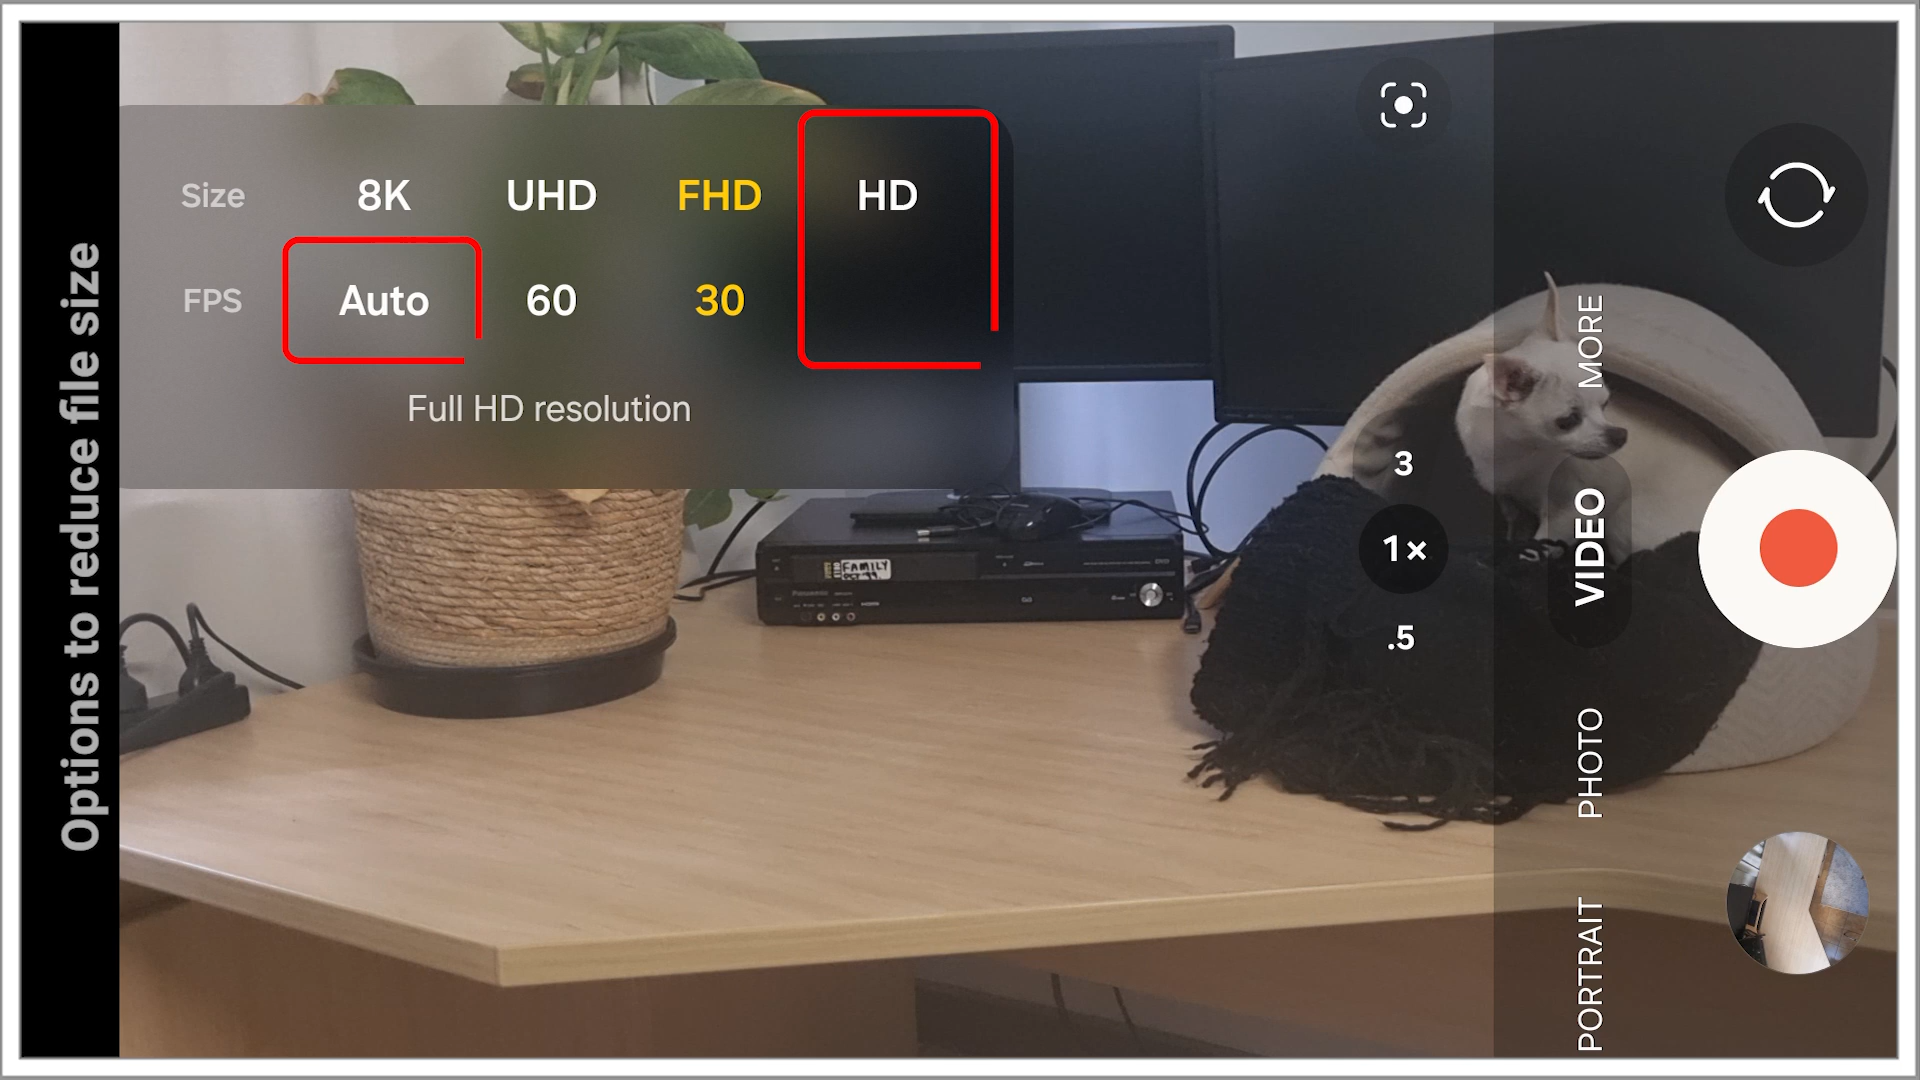 Options to reduce file size
Size 8K UHD FHD HD
FPS Auto 60 30
Full HD resolution
3
1×
.5
MORE
VIDEO
PHOTO
PORTRAIT
FAMILY
Panasonic